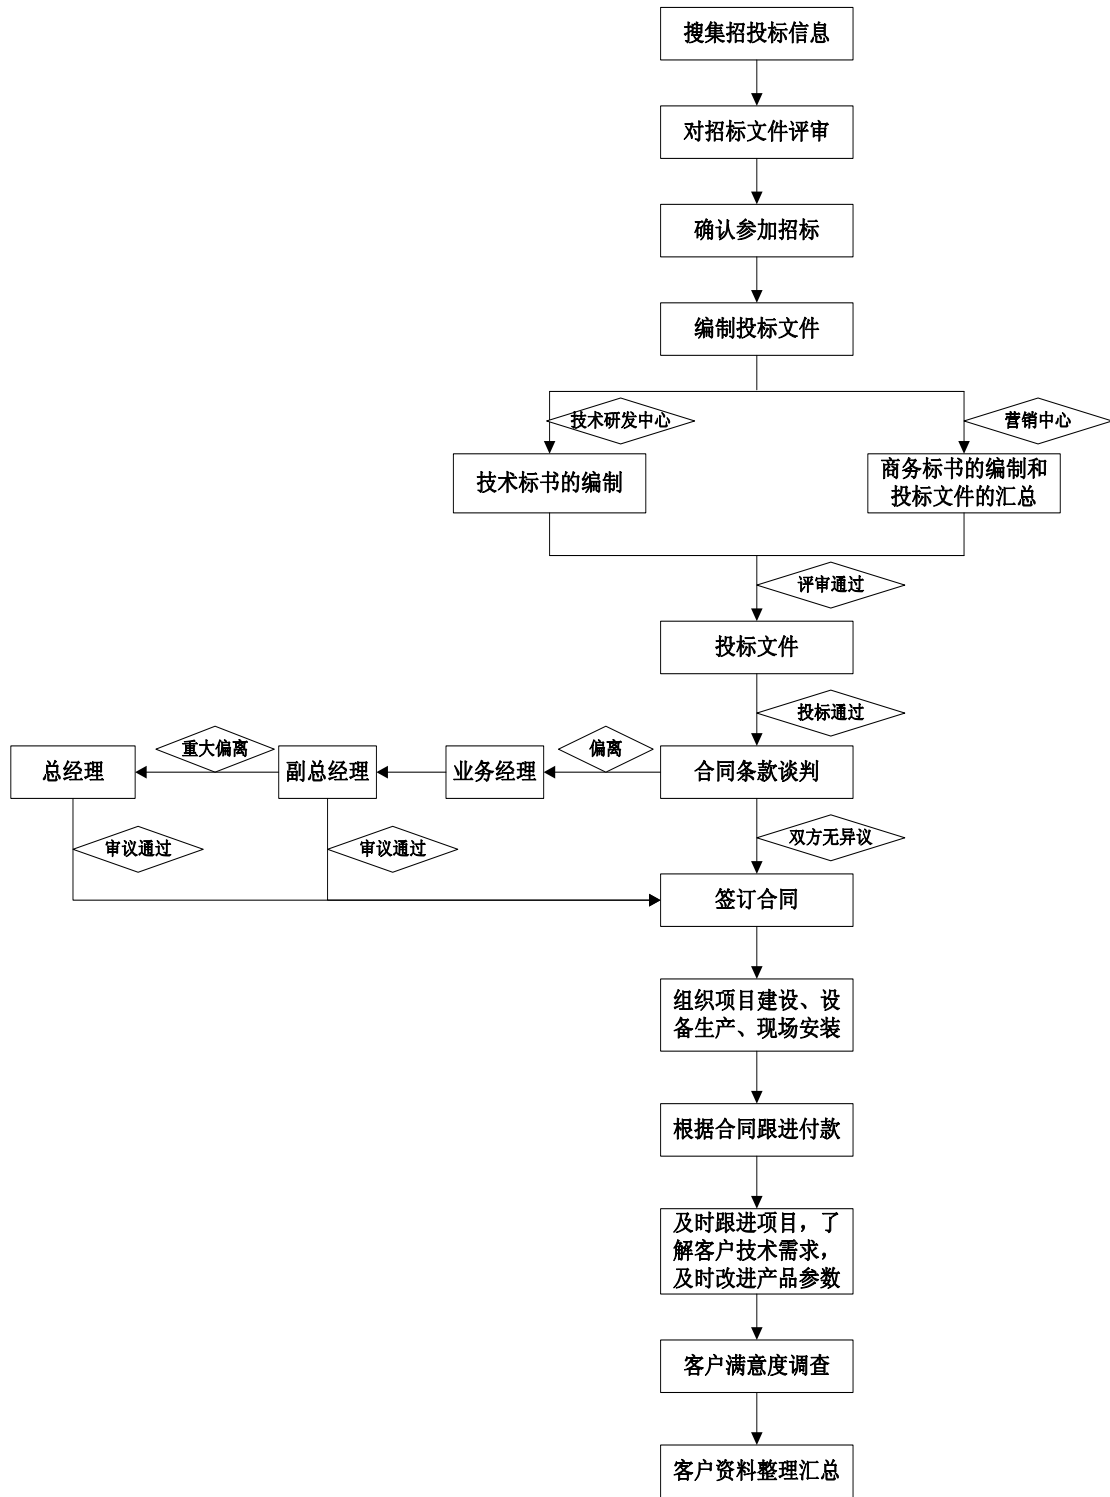 搜集招投标信息
对招标文件评审
确认参加招标
编制投标文件
技术研发中心
营销中心
技术标书的编制
商务标书的编制和
投标文件的汇总
评审通过
投标文件
投标通过
重大偏离
偏离
总经理
副总经理
业务经理
合同条款谈判
审议通过
审议通过
双方无异议
签订合同
组织项目建设、设
备生产、现场安装
根据合同跟进付款
及时跟进项目，了
解客户技术需求，
及时改进产品参数
客户满意度调查
客户资料整理汇总